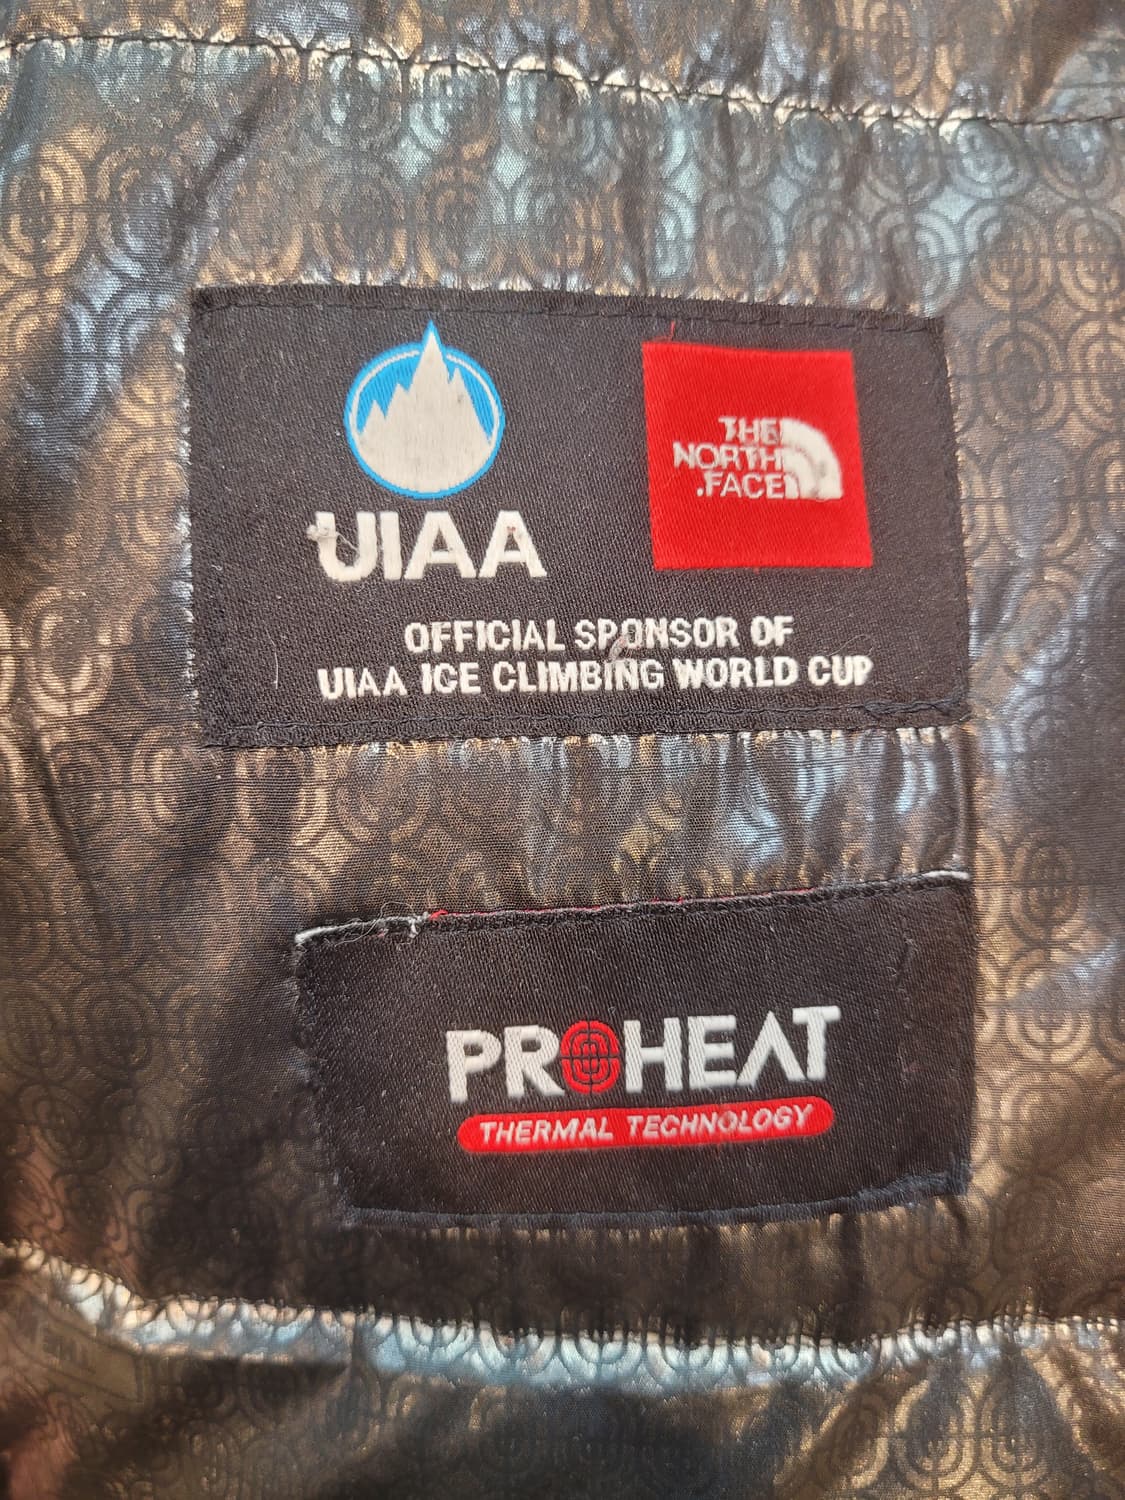 UIAA
THE
NORTH
FACE
OFFICIAL SPONSOR OF
UIAA ICE CLIMBING WORLD CUP
PROHEAT
THERMAL TECHNOLOGY